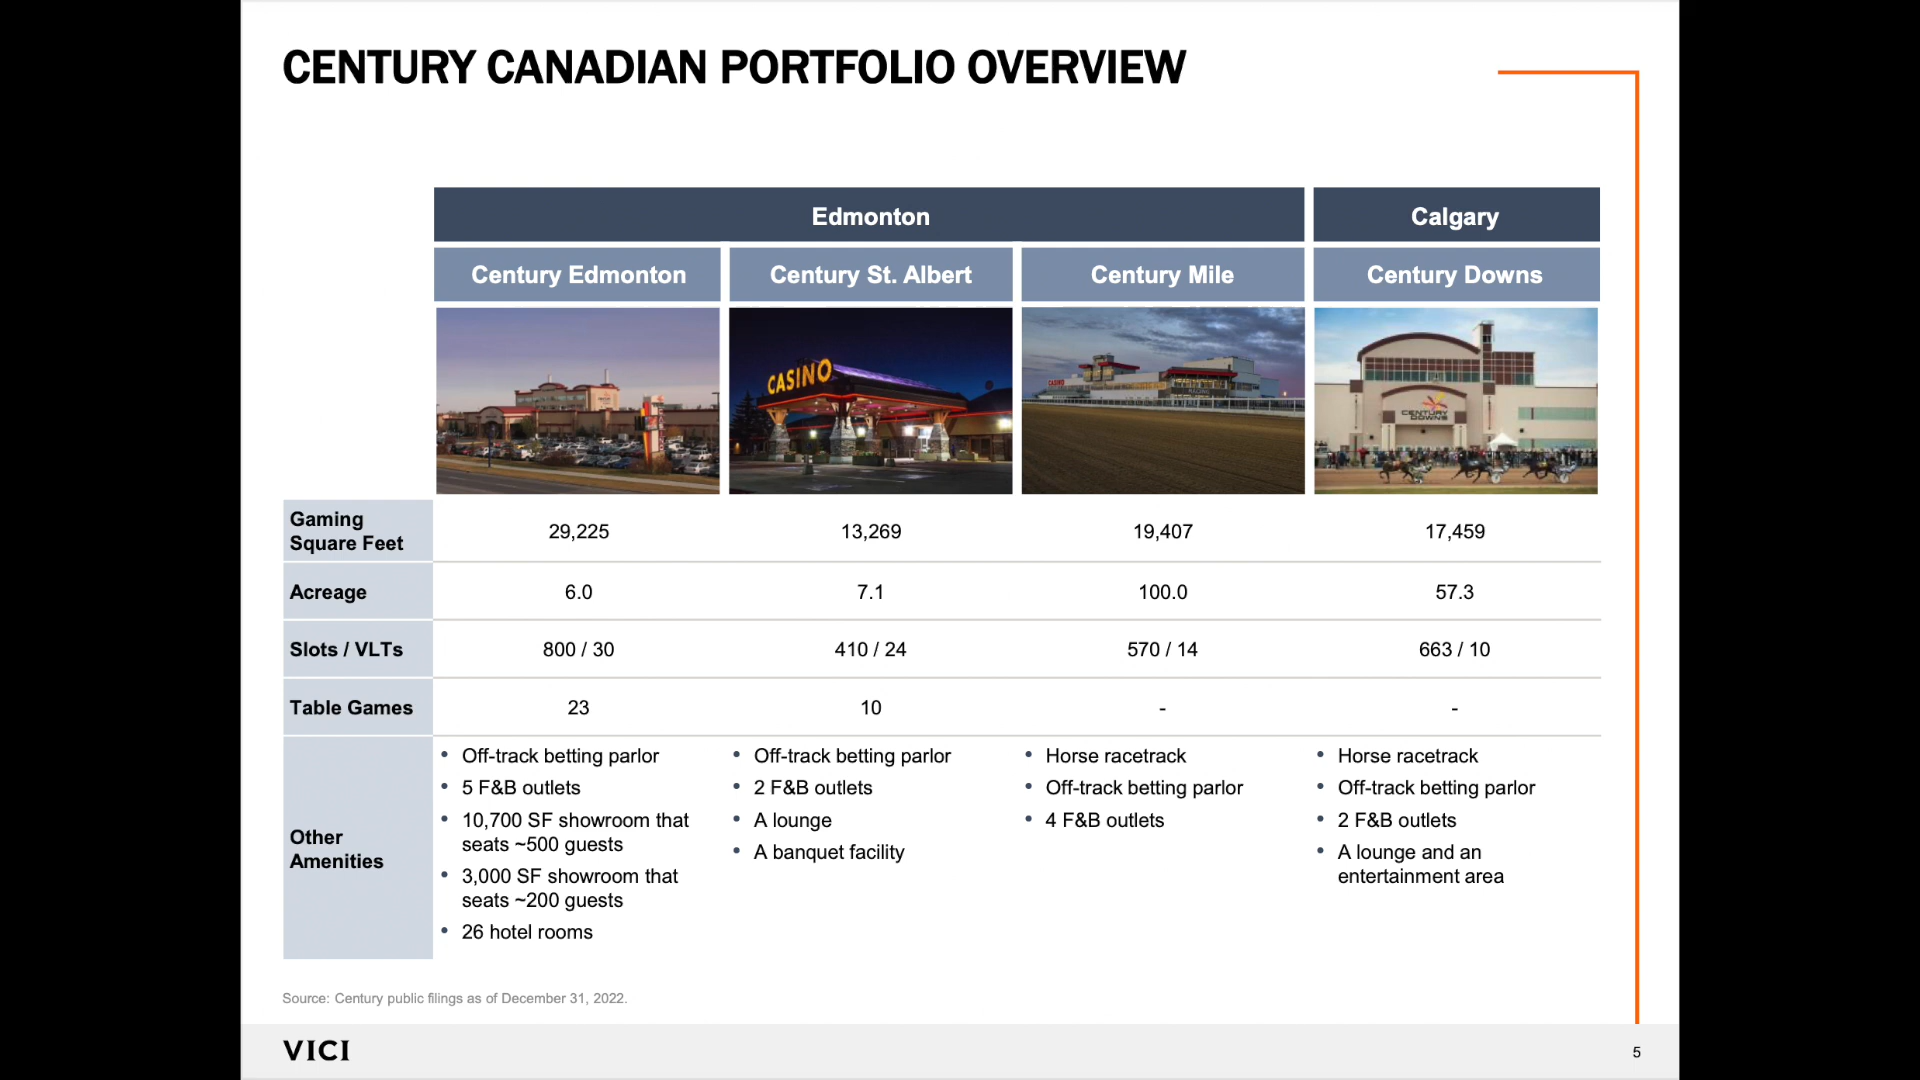 CENTURY CANADIAN PORTFOLIO OVERVIEW
Edmonton
Calgary
Century Edmonton
Century St. Albert
Century Mile
Century Downs
CASINO
CENTURY
DOWNS
Gaming
Square Feet
29,225
13,269
19,407
17,459
Acreage
6.0
7.1
100.0
57.3
Slots / VLTs
800 / 30
410 / 24
570 / 14
663 / 10
Table Games
23
10
-
-
Other
Amenities
• Off-track betting parlor
• 5 F&B outlets
• 10,700 SF showroom that
seats ~500 guests
• 3,000 SF showroom that
seats ~200 guests
• 26 hotel rooms
• Off-track betting parlor
• 2 F&B outlets
• A lounge
• A banquet facility
• Horse racetrack
• Off-track betting parlor
• 4 F&B outlets
• Horse racetrack
• Off-track betting parlor
• 2 F&B outlets
• A lounge and an
entertainment area
Source: Century public filings as of December 31, 2022.
VICI
5